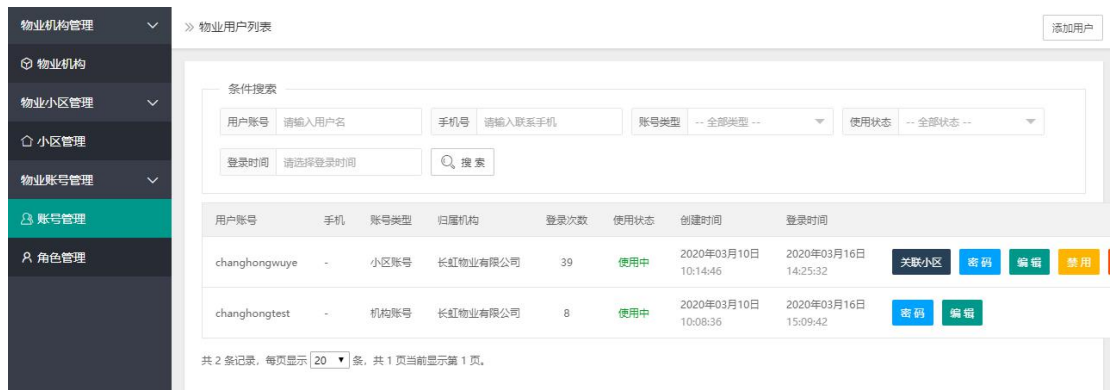 物业机构管理
物业机构
物业小区管理
小区管理
物业账号管理
账号管理
角色管理
» 物业用户列表
添加用户
条件搜索
用户账号 请输入用户名 手机号 请输入联系手机 账号类型 -- 全部类型 -- 使用状态 -- 全部状态 --
登录时间 请选择登录时间 搜 索
用户账号 手机 账号类型 归属机构 登录次数 使用状态 创建时间 登录时间
changhongwuye - 小区账号 长虹物业有限公司 39 使用中 2020年03月10日 2020年03月16日 关联小区 密 码 编 辑 禁 用
10:14:46 14:25:32
changhongtest - 机构账号 长虹物业有限公司 8 使用中 2020年03月10日 2020年03月16日 密 码 编 辑
10:08:36 15:09:42
共 2 条记录，每页显示 20 条，共 1 页当前显示第 1 页。